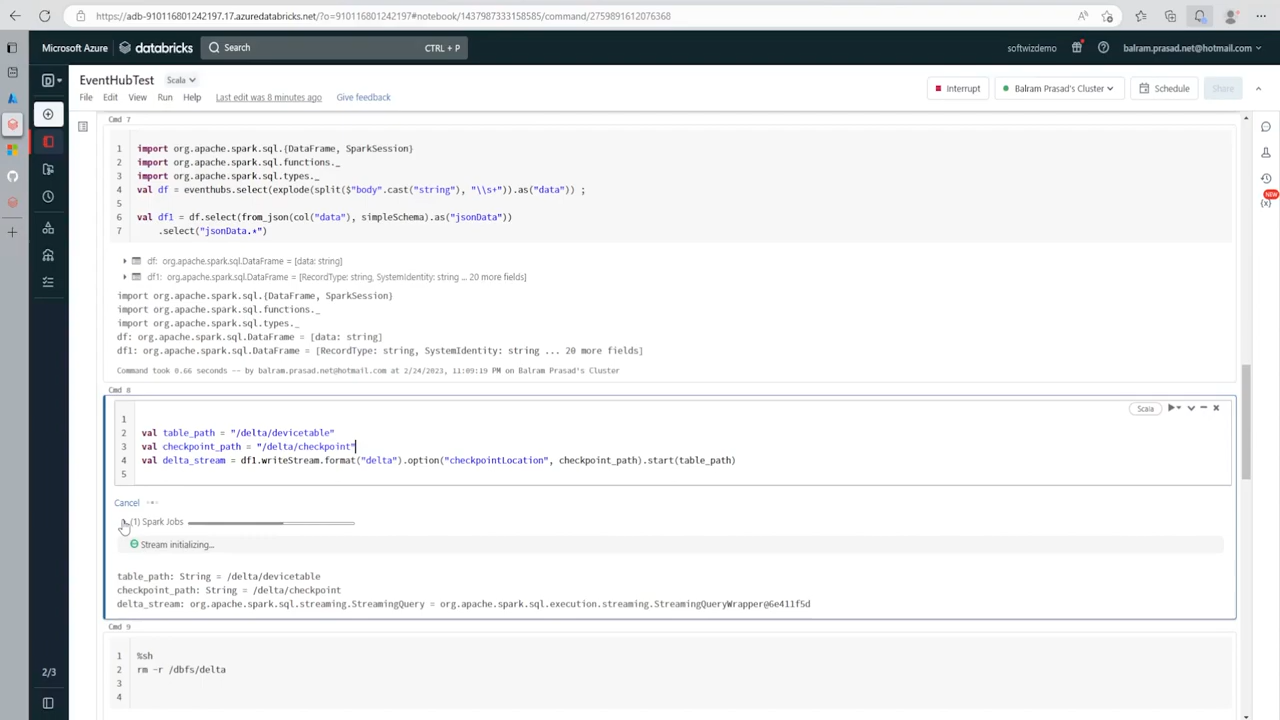 https://adb-910116801242197.17.azuredatabricks.net/?o=910116801242197#notebook/1437987333158585/command/2759891612076368
Microsoft Azure databricks Search CTRL + P softwizdemo balram.prasad.net@hotmail.com
EventHubTest Scala
File Edit View Run Help Last edit was 8 minutes ago Give feedback
Interrupt Balram Prasad's Cluster Schedule Share
Cmd 7
1 import org.apache.spark.sql.{DataFrame, SparkSession}
2 import org.apache.spark.sql.functions._
3 import org.apache.spark.sql.types._
4 val df = eventhubs.select(explode(split($"body".cast("string"), "\\s+")).as("data")) ;
5
6 val df1 = df.select(from_json(col("data"), simpleSchema).as("jsonData"))
7 .select("jsonData.*")
df: org.apache.spark.sql.DataFrame = [data: string]
df1: org.apache.spark.sql.DataFrame = [RecordType: string, SystemIdentity: string ... 20 more fields]
import org.apache.spark.sql.{DataFrame, SparkSession}
import org.apache.spark.sql.functions._
import org.apache.spark.sql.types._
df: org.apache.spark.sql.DataFrame = [data: string]
df1: org.apache.spark.sql.DataFrame = [RecordType: string, SystemIdentity: string ... 20 more fields]
Command took 0.66 seconds -- by balram.prasad.net@hotmail.com at 2/24/2023, 11:09:19 PM on Balram Prasad's Cluster
Cmd 8
Scala
1
2 val table_path = "/delta/devicetable"
3 val checkpoint_path = "/delta/checkpoint"
4 val delta_stream = df1.writeStream.format("delta").option("checkpointLocation", checkpoint_path).start(table_path)
5
Cancel
(1) Spark Jobs
Stream initializing...
table_path: String = /delta/devicetable
checkpoint_path: String = /delta/checkpoint
delta_stream: org.apache.spark.sql.streaming.StreamingQuery = org.apache.spark.sql.execution.streaming.StreamingQueryWrapper@6e411f5d
Cmd 9
1 %sh
2 rm -r /dbfs/delta
3
4
2/3
NEW